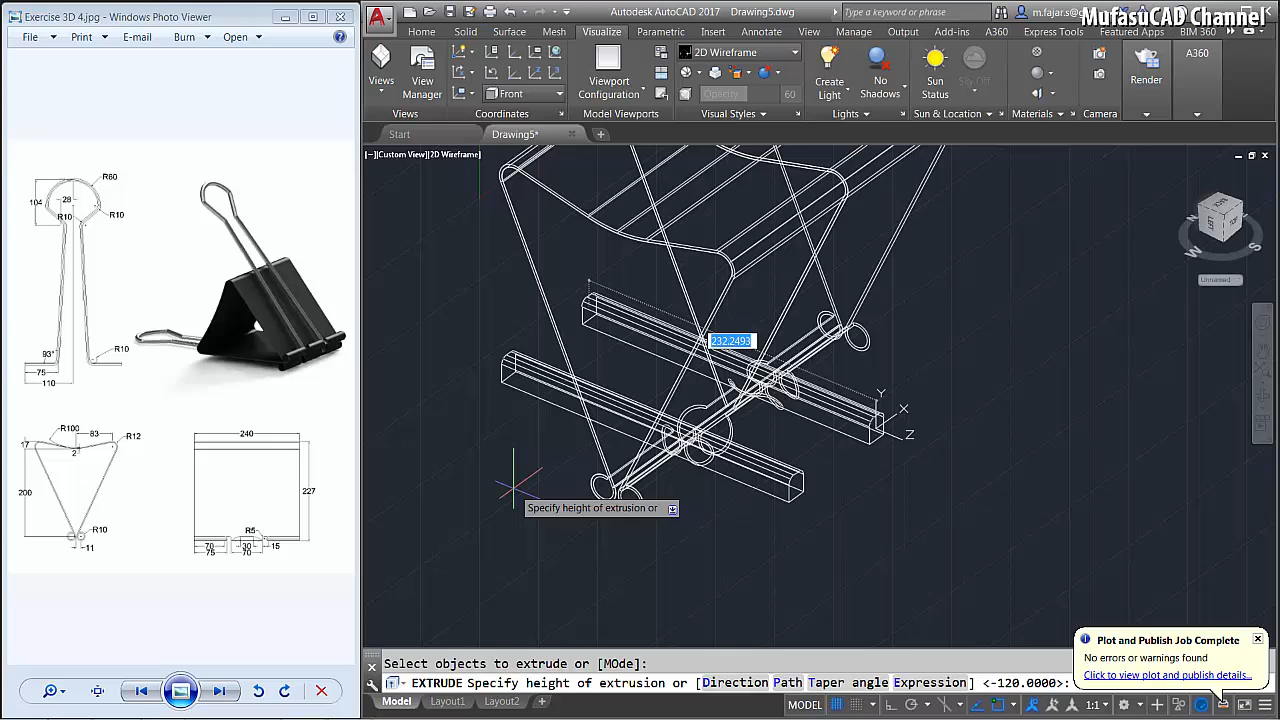 Exercise 3D 4.jpg - Windows Photo Viewer
File Print E-mail Burn Open
R60
104
28
R10
R10
93°
R10
75
110
R100
83
R12
17
2
200
R10
11
240
227
R5
70
75
30
70
15
Autodesk AutoCAD 2017 Drawing5.dwg
Type a keyword or phrase
m.fajar.s@
MufasuCAD Channel
Home Solid Surface Mesh Visualize Parametric Insert Annotate View Manage Output Add-ins A360 Express Tools Featured Apps BIM 360
Views
View
Manager
Front
Viewport
Configuration
2D Wireframe
Opacity 60
Create
Light
No
Shadows
Sun
Status
Sky Off
Render
A360
Views Coordinates Model Viewports Visual Styles Lights Sun & Location Materials Camera
Start Drawing5*
[−][Custom View][2D Wireframe]
BACK
LEFT
TOP
N
W
S
Unnamed
232.2493
Y
X
Z
Specify height of extrusion or
Plot and Publish Job Complete
No errors or warnings found
Click to view plot and publish details...
Select objects to extrude or [MOde]:
EXTRUDE Specify height of extrusion or [Direction Path Taper angle Expression] <-120.0000>:
Model Layout1 Layout2
MODEL
1:1